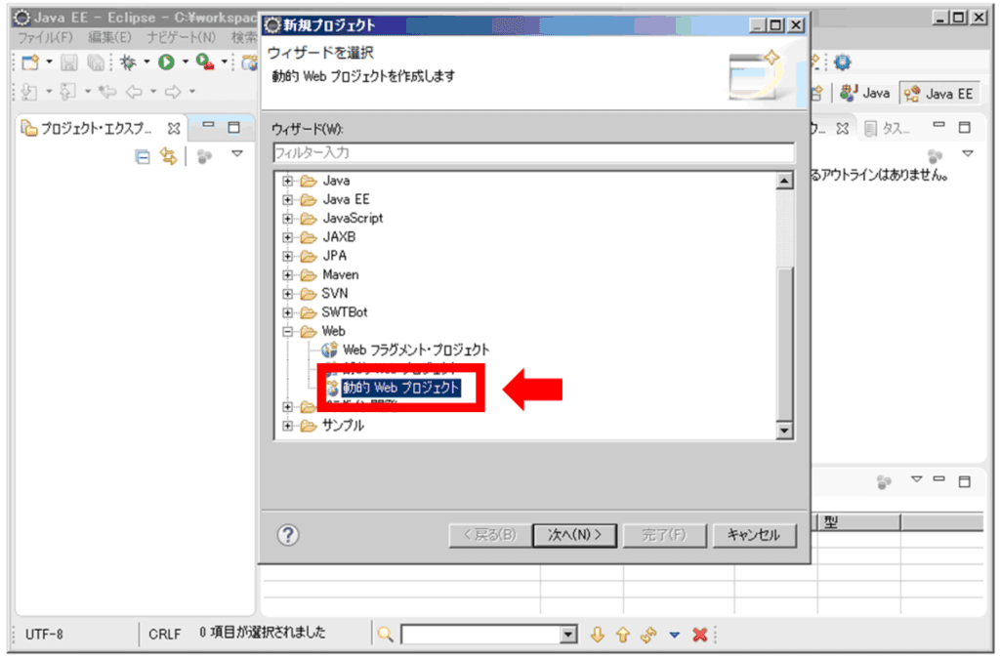 Java EE - Eclipse - C:¥workspac
ファイル(F) 編集(E) ナビゲート(N) 検索
Java
Java EE
プロジェクト・エクスプ...
タス...
るアウトラインはありません。
新規プロジェクト
ウィザードを選択
動的 Web プロジェクトを作成します
ウィザード(W):
フィルター入力
Java
Java EE
JavaScript
JAXB
JPA
Maven
SVN
SWTBot
Web
Web フラグメント・プロジェクト
動的 Web プロジェクト
サンプル
< 戻る(B)
次へ(N) >
完了(F)
キャンセル
型
UTF-8
CRLF
0 項目が選択されました